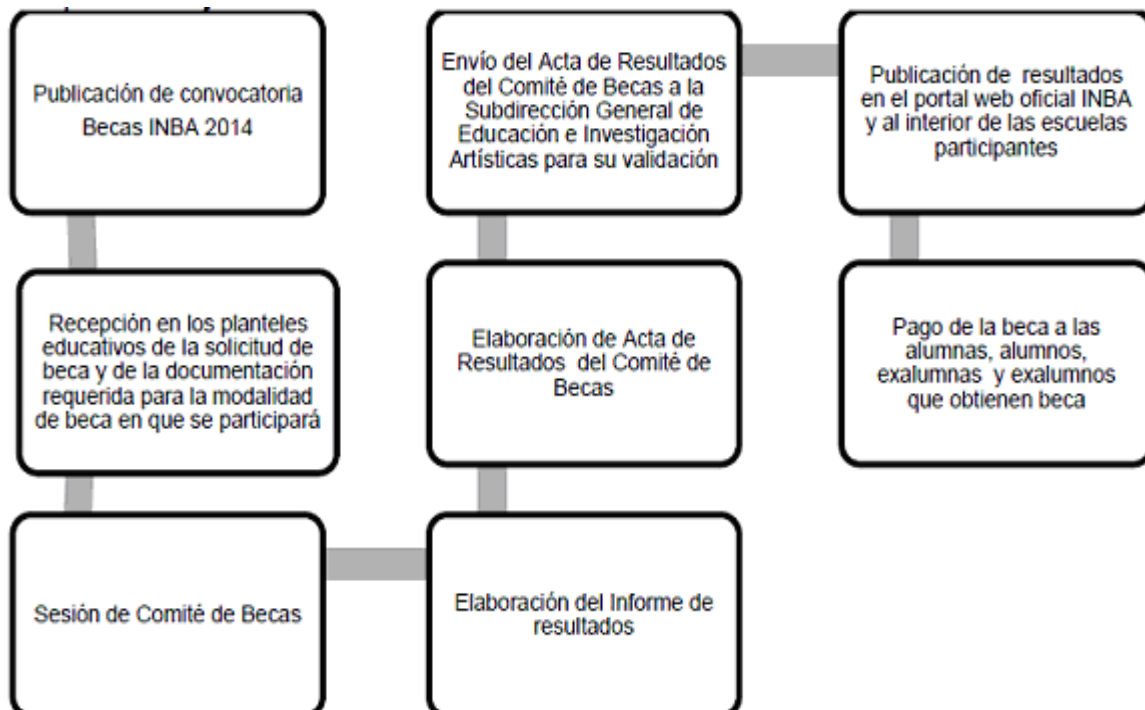 Publicación de convocatoria
Becas INBA 2014
Recepción en los planteles
educativos de la solicitud de
beca y de la documentación
requerida para la modalidad
de beca en que se participará
Sesión de Comité de Becas
Elaboración del Informe de
resultados
Elaboración de Acta de
Resultados del Comité de
Becas
Envío del Acta de Resultados
del Comité de Becas a la
Subdirección General de
Educación e Investigación
Artísticas para su validación
Publicación de resultados
en el portal web oficial INBA
y al interior de las escuelas
participantes
Pago de la beca a las
alumnas, alumnos,
exalumnas y exalumnos
que obtienen beca